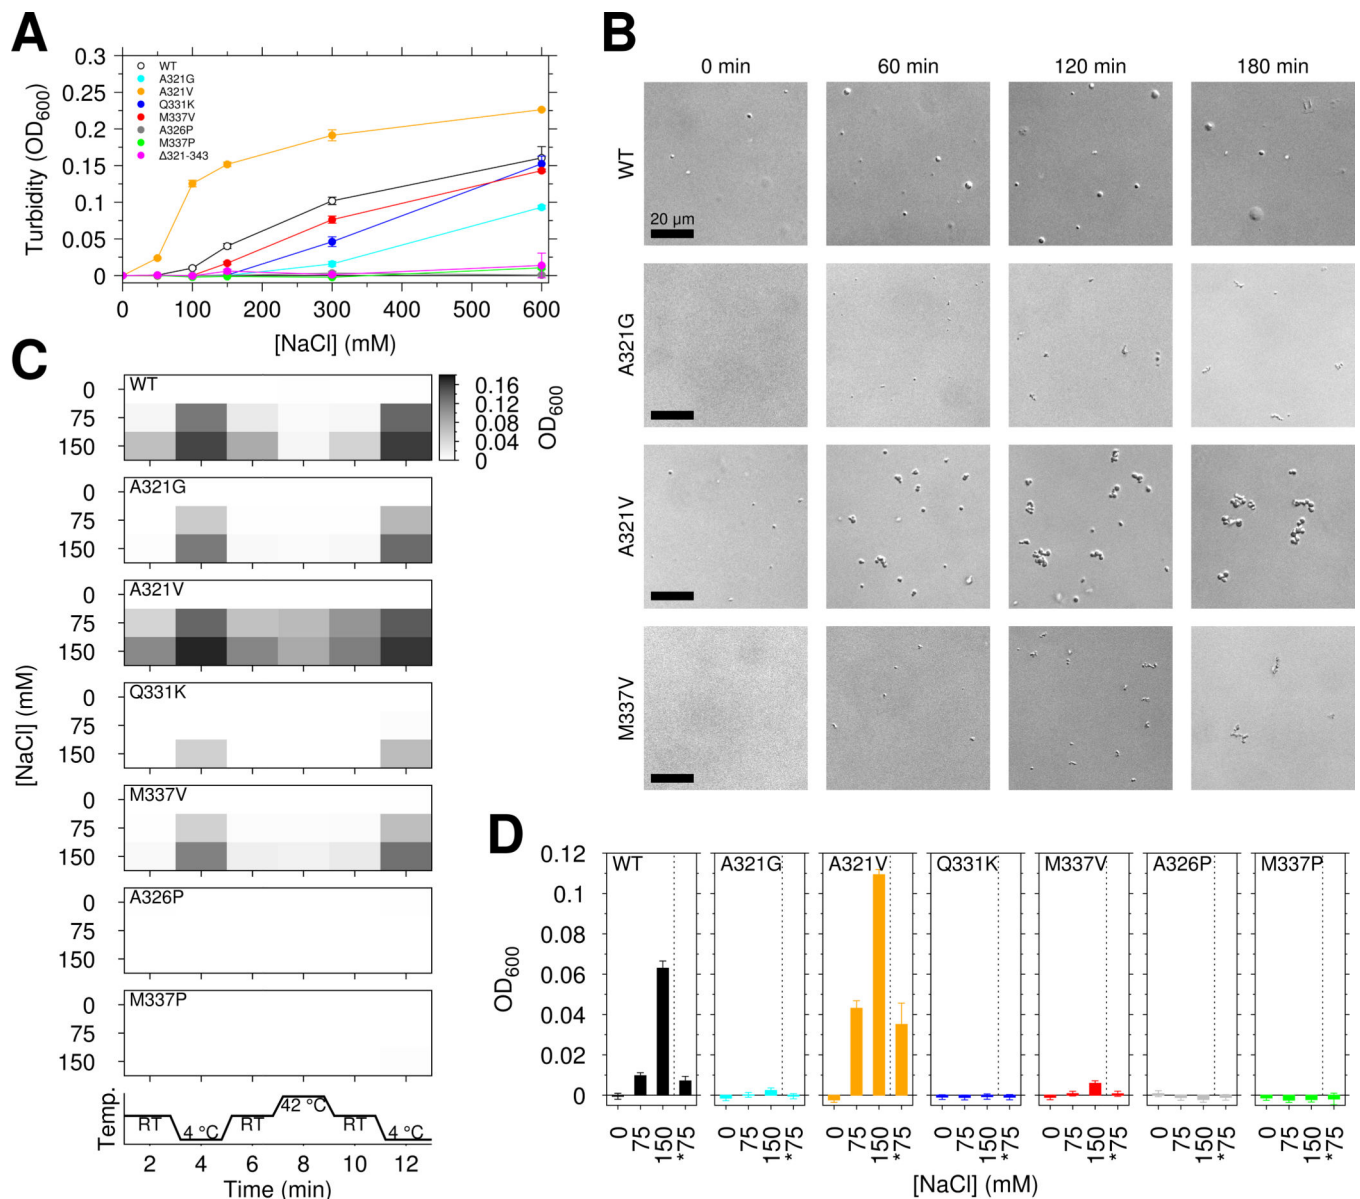 A
0.3
0.25
0.2
0.15
0.1
0.05
0
Turbidity (OD600)
WT
A321G
A321V
Q331K
M337V
A326P
M337P
Δ321-343
0 100 200 300 400 500 600
[NaCl] (mM)
B
0 min 60 min 120 min 180 min
WT
20 µm
A321G
A321V
M337V
C
WT
0
75
150
0.16
0.12
0.08
0.04
0
OD600
A321G
0
75
150
A321V
0
75
150
Q331K
0
75
150
M337V
0
75
150
A326P
0
75
150
M337P
0
75
150
[NaCl] (mM)
Temp.
RT 4 °C RT 42 °C RT 4 °C
2 4 6 8 10 12
Time (min)
D
0.12
0.1
0.08
0.06
0.04
0.02
0
OD600
WT A321G A321V Q331K M337V A326P M337P
0 75 150 *75 0 75 150 *75 0 75 150 *75 0 75 150 *75 0 75 150 *75 0 75 150 *75 0 75 150 *75
[NaCl] (mM)